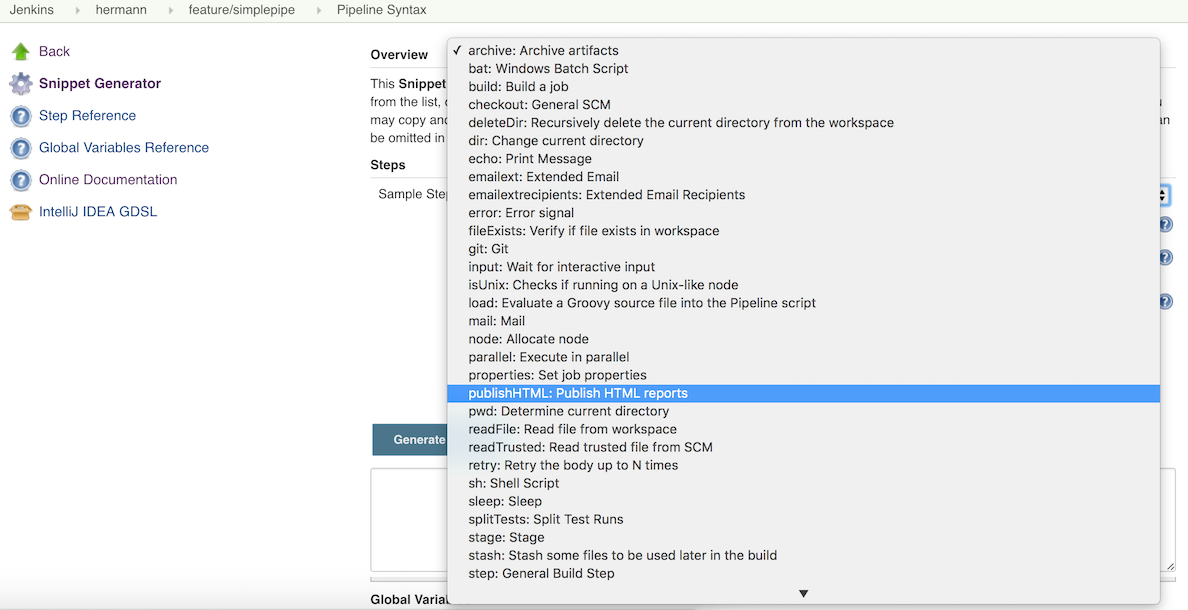 Jenkins hermann feature/simplepipe Pipeline Syntax
Back
Snippet Generator
Step Reference
Global Variables Reference
Online Documentation
IntelliJ IDEA GDSL
Overview
This Snippet
from the list,
may copy and an
be omitted in
Steps
Sample Step
✓ archive: Archive artifacts
bat: Windows Batch Script
build: Build a job
checkout: General SCM
deleteDir: Recursively delete the current directory from the workspace
dir: Change current directory
echo: Print Message
emailext: Extended Email
emailextrecipients: Extended Email Recipients
error: Error signal
fileExists: Verify if file exists in workspace
git: Git
input: Wait for interactive input
isUnix: Checks if running on a Unix-like node
load: Evaluate a Groovy source file into the Pipeline script
mail: Mail
node: Allocate node
parallel: Execute in parallel
properties: Set job properties
publishHTML: Publish HTML reports
pwd: Determine current directory
readFile: Read file from workspace
readTrusted: Read trusted file from SCM
retry: Retry the body up to N times
sh: Shell Script
sleep: Sleep
splitTests: Split Test Runs
stage: Stage
stash: Stash some files to be used later in the build
step: General Build Step
Generate
Global